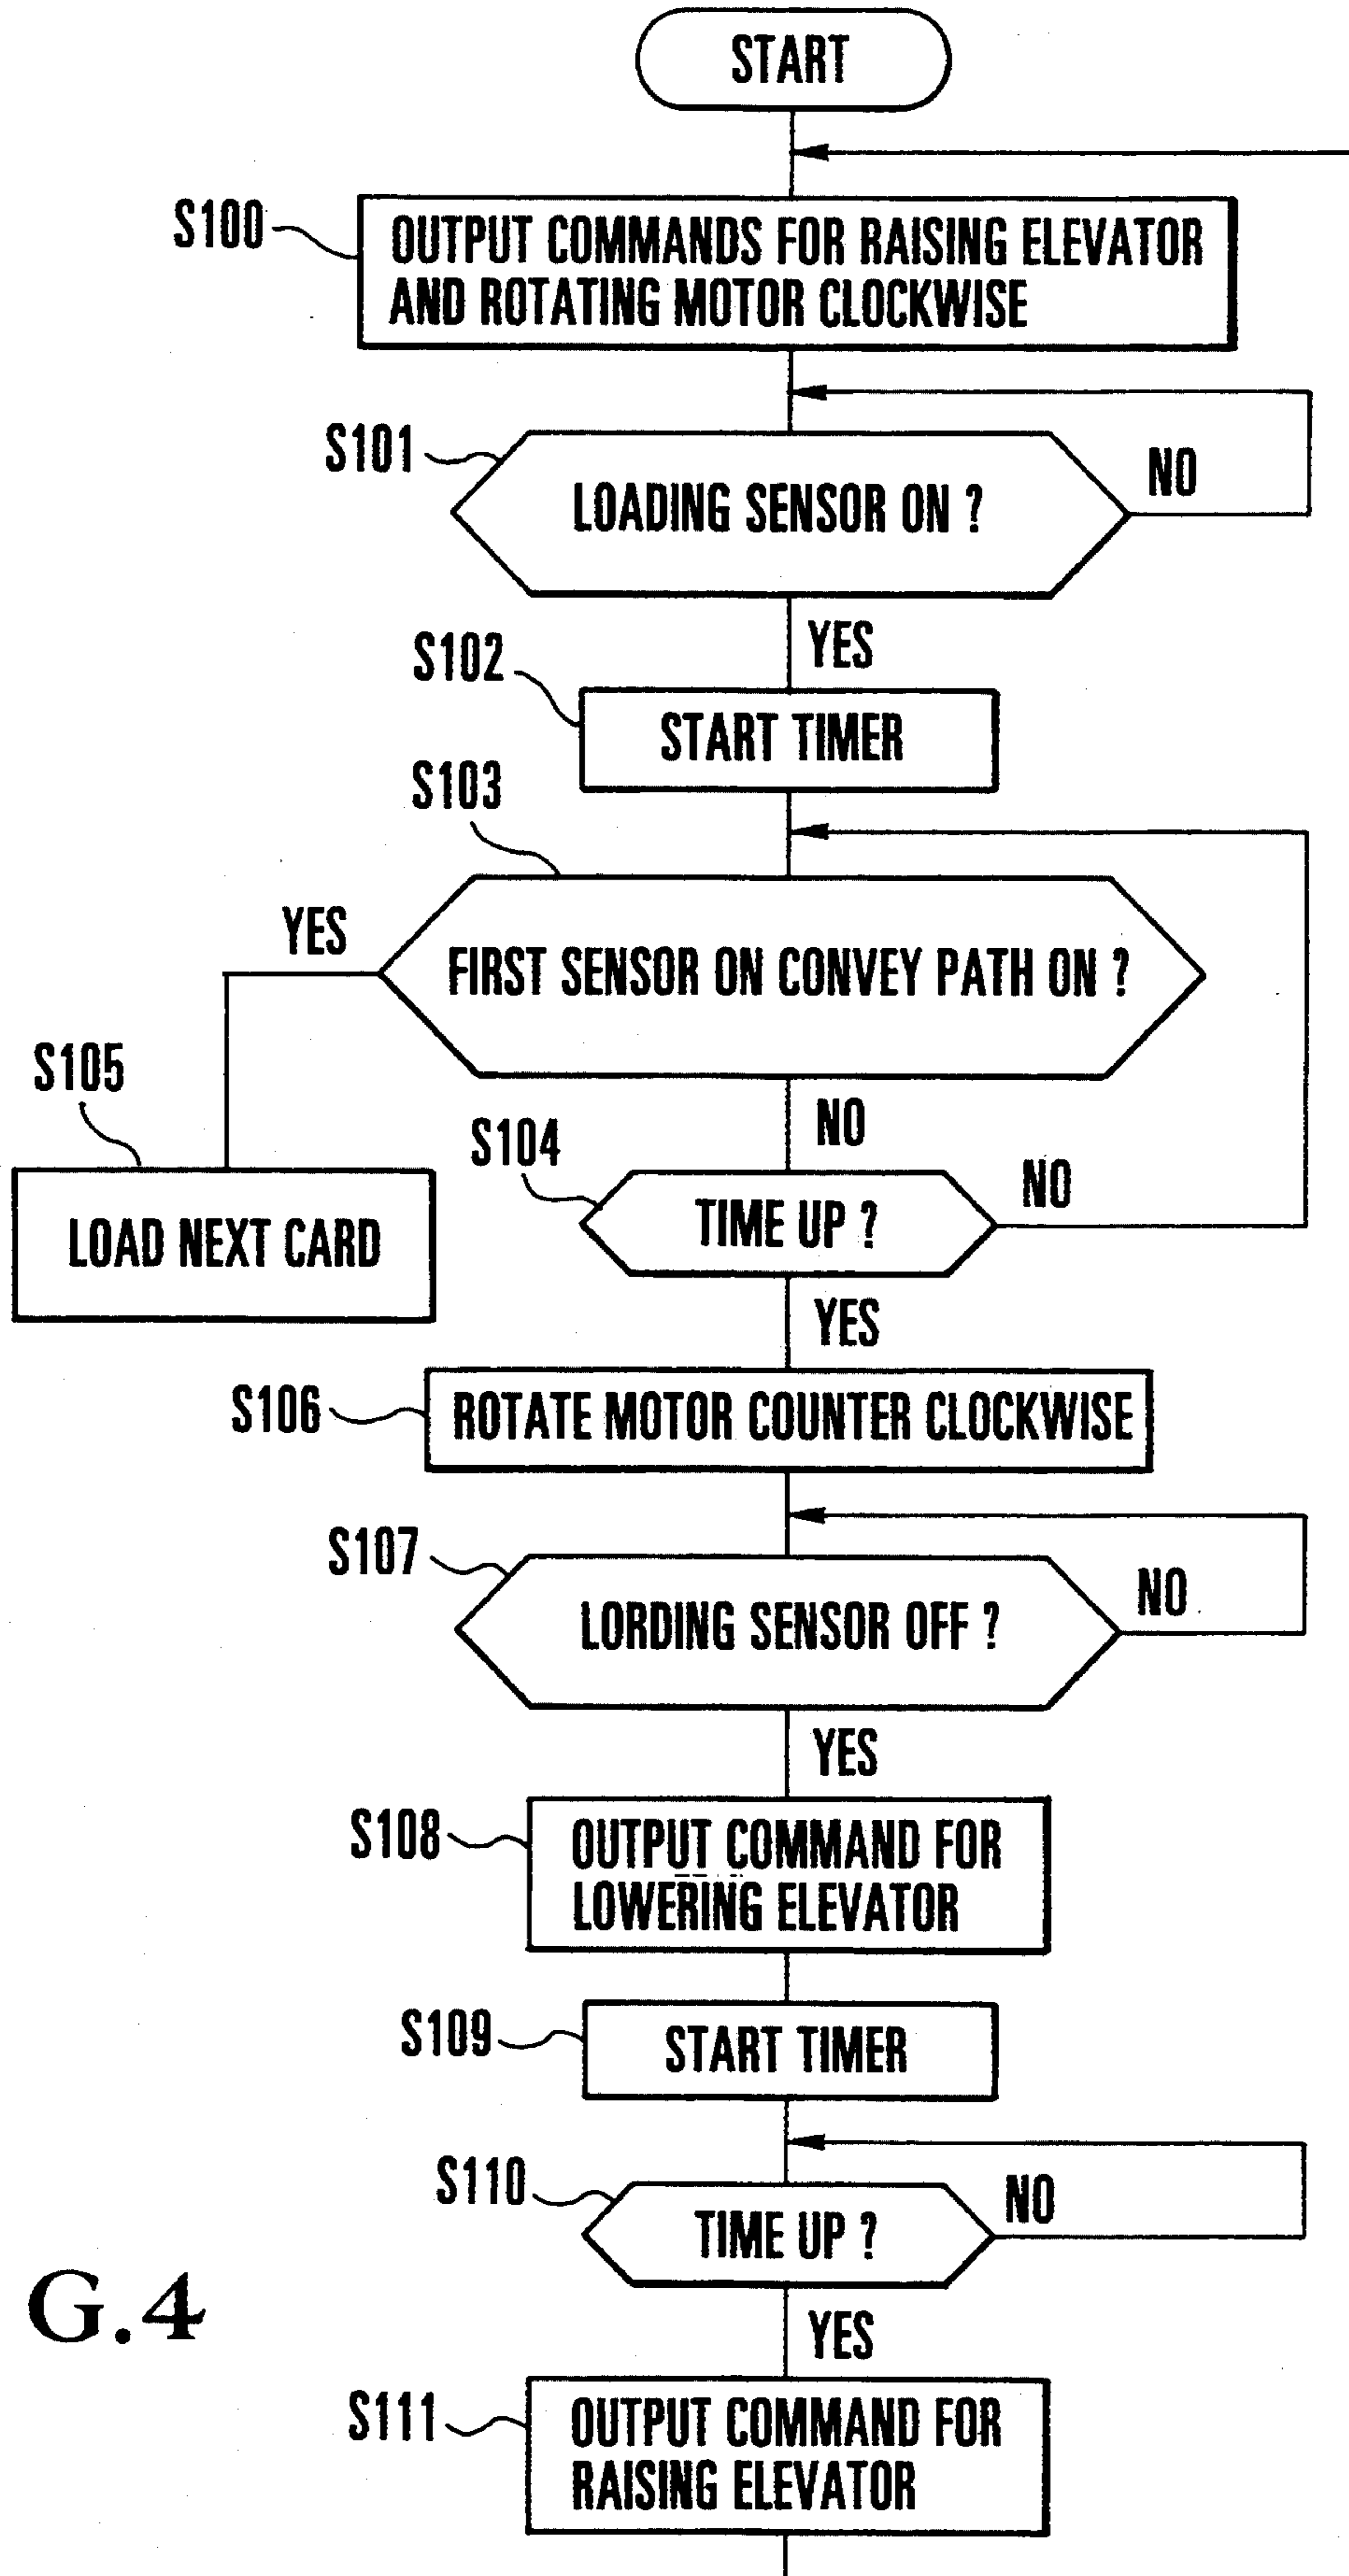 START
S100
OUTPUT COMMANDS FOR RAISING ELEVATOR
AND ROTATING MOTOR CLOCKWISE
S101
LOADING SENSOR ON ?
NO
YES
S102
START TIMER
S103
YES
FIRST SENSOR ON CONVEY PATH ON ?
S105
NO
S104
NO
LOAD NEXT CARD
TIME UP ?
YES
S106
ROTATE MOTOR COUNTER CLOCKWISE
S107
NO
LORDING SENSOR OFF ?
YES
S108
OUTPUT COMMAND FOR
LOWERING ELEVATOR
S109
START TIMER
S110
NO
TIME UP ?
G.4
YES
S111
OUTPUT COMMAND FOR
RAISING ELEVATOR